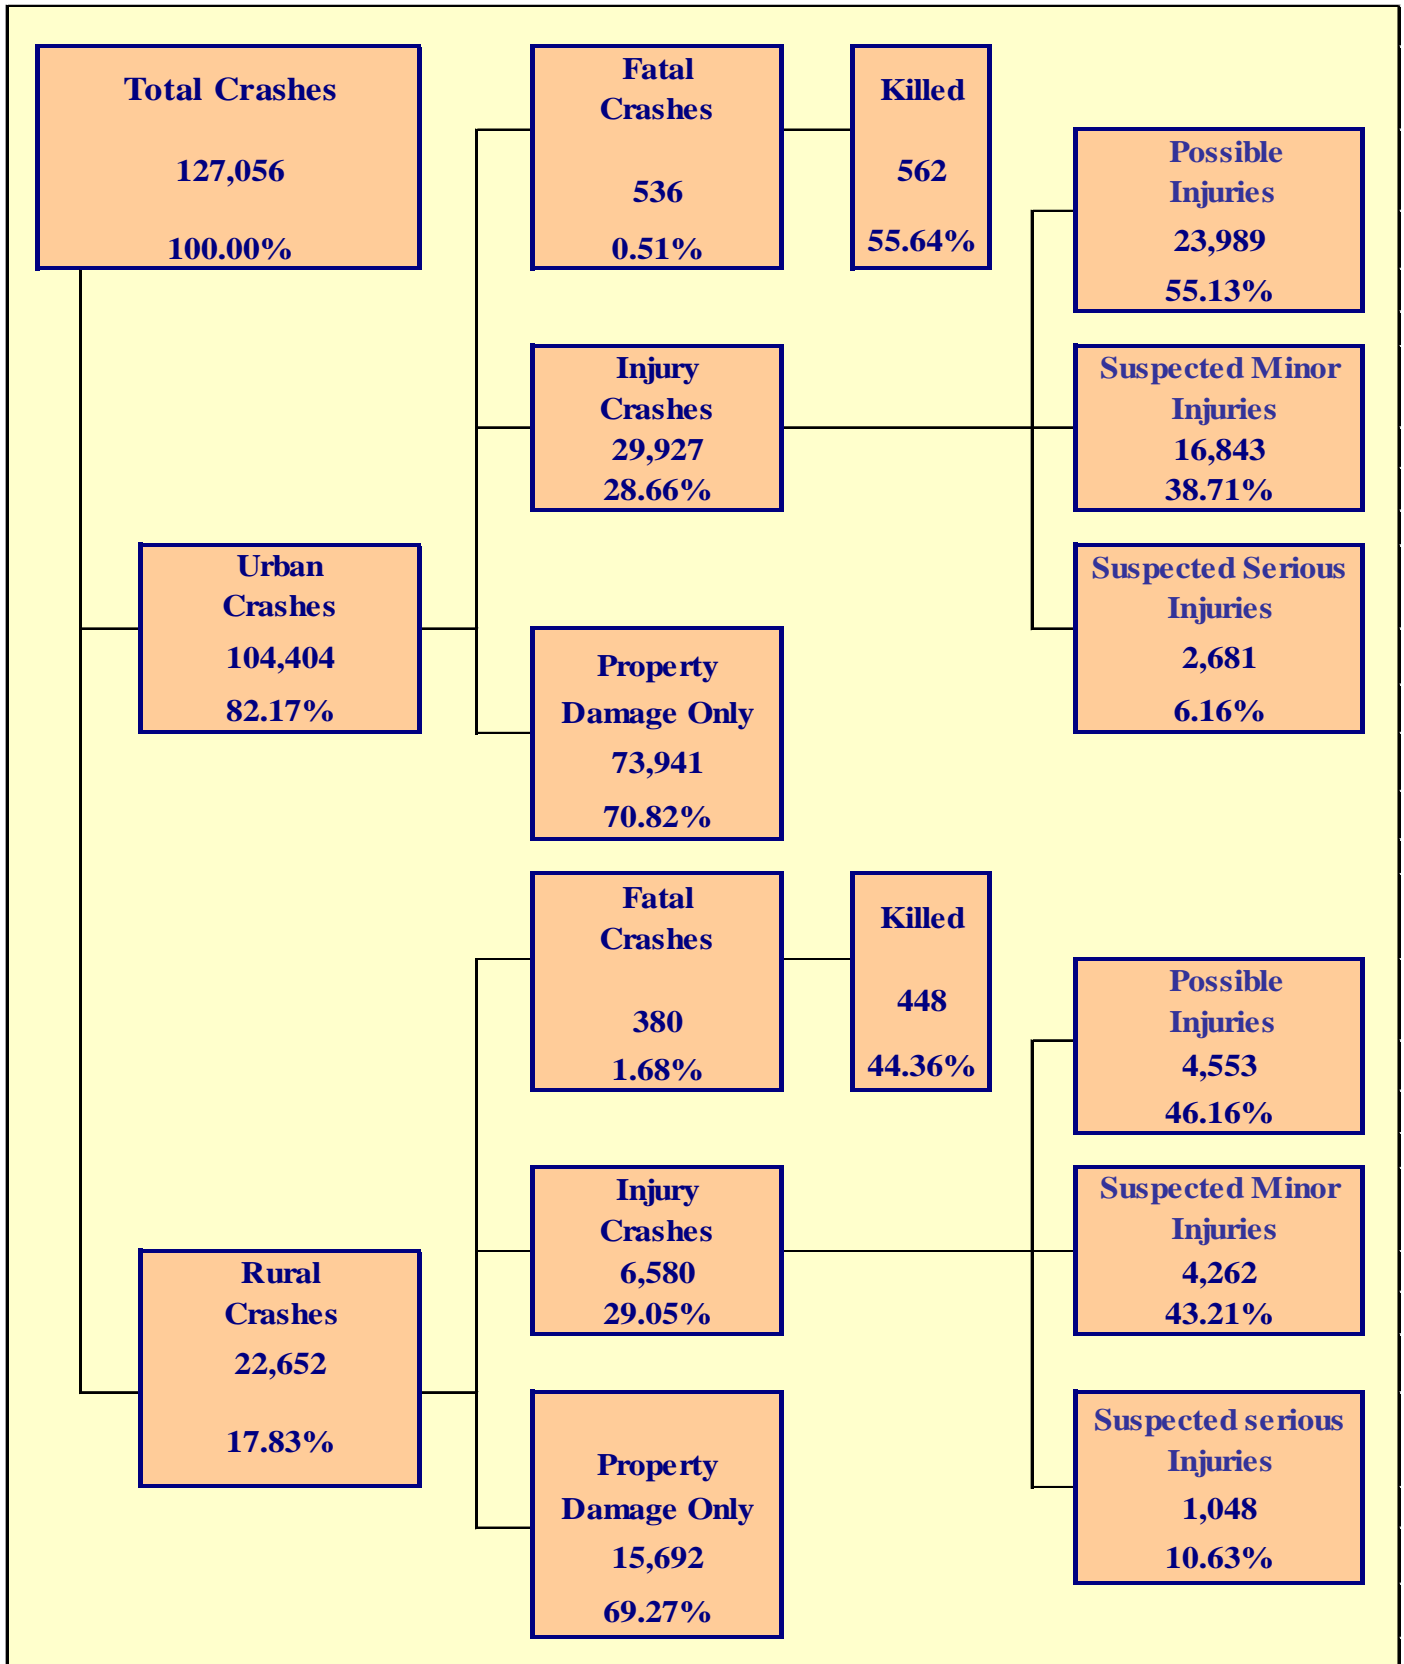 Total Crashes
127,056
100.00%
Urban
Crashes
104,404
82.17%
Fatal
Crashes
536
0.51%
Killed
562
55.64%
Injury
Crashes
29,927
28.66%
Possible
Injuries
23,989
55.13%
Suspected Minor
Injuries
16,843
38.71%
Suspected Serious
Injuries
2,681
6.16%
Property
Damage Only
73,941
70.82%
Rural
Crashes
22,652
17.83%
Fatal
Crashes
380
1.68%
Killed
448
44.36%
Injury
Crashes
6,580
29.05%
Possible
Injuries
4,553
46.16%
Suspected Minor
Injuries
4,262
43.21%
Suspected serious
Injuries
1,048
10.63%
Property
Damage Only
15,692
69.27%